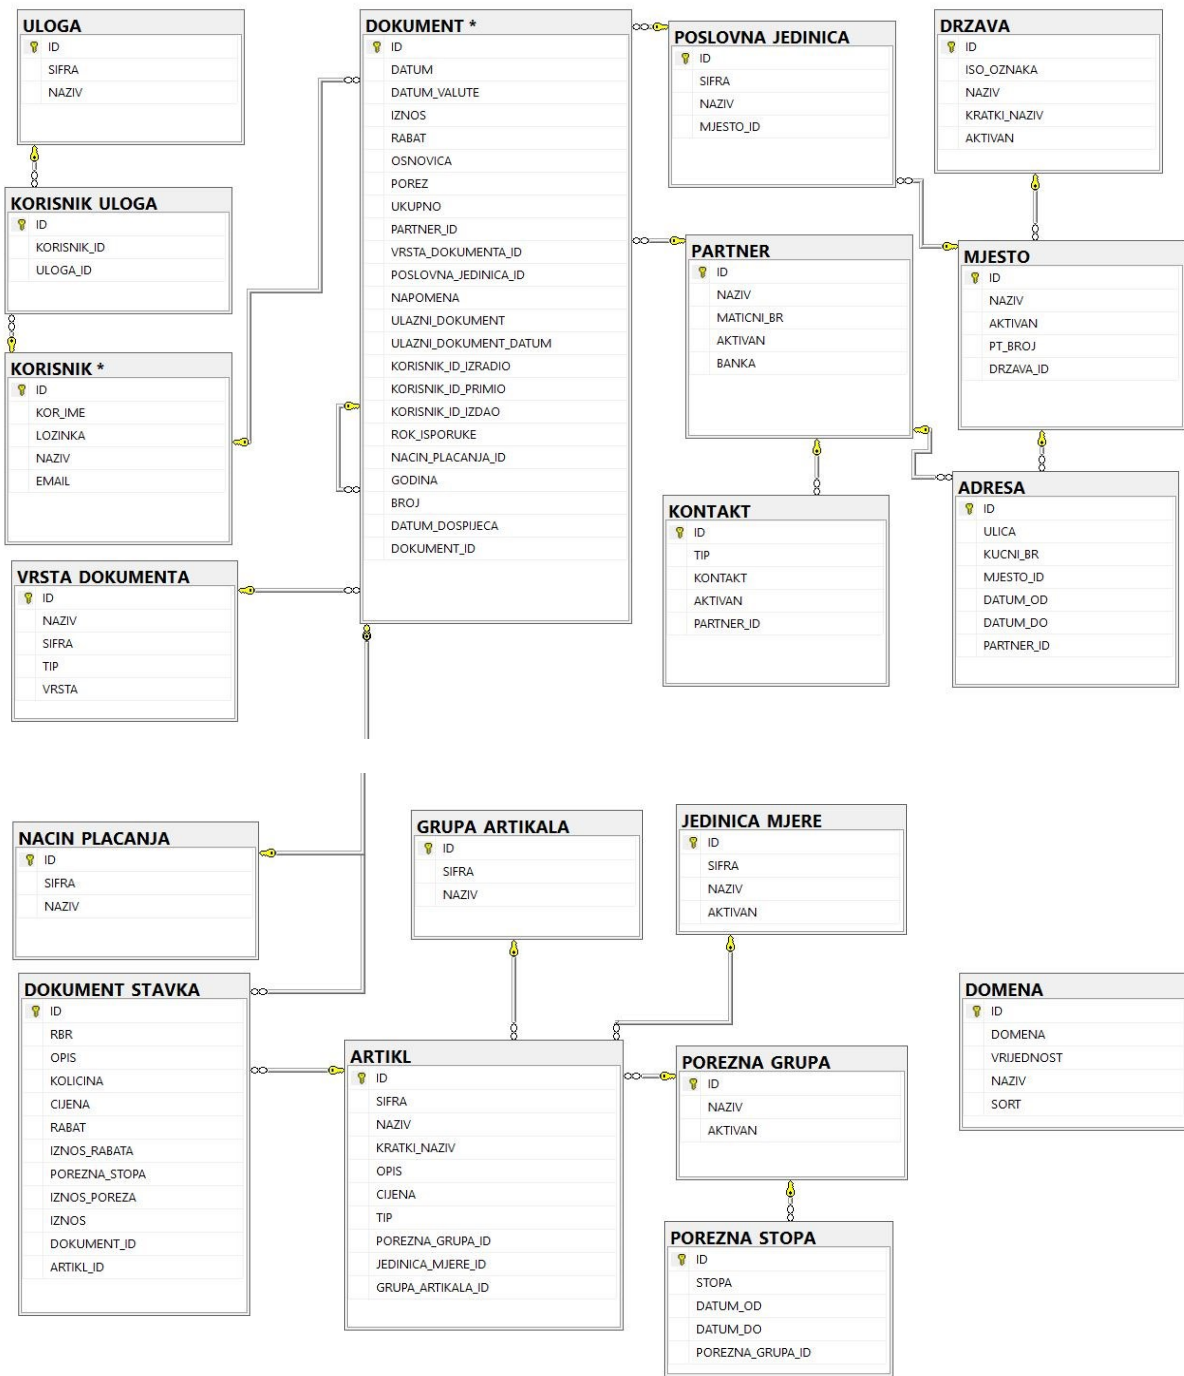 ULOGA
ID
SIFRA
NAZIV
KORISNIK ULOGA
ID
KORISNIK_ID
ULOGA_ID
KORISNIK *
ID
KOR_IME
LOZINKA
NAZIV
EMAIL
VRSTA DOKUMENTA
ID
NAZIV
SIFRA
TIP
VRSTA
DOKUMENT *
ID
DATUM
DATUM_VALUTE
IZNOS
RABAT
OSNOVICA
POREZ
UKUPNO
PARTNER_ID
VRSTA_DOKUMENTA_ID
POSLOVNA_JEDINICA_ID
NAPOMENA
ULAZNI_DOKUMENT
ULAZNI_DOKUMENT_DATUM
KORISNIK_ID_IZRADIO
KORISNIK_ID_PRIMIO
KORISNIK_ID_IZDAO
ROK_ISPORUKE
NACIN_PLACANJA_ID
GODINA
BROJ
DATUM_DOSPIJECA
DOKUMENT_ID
POSLOVNA JEDINICA
ID
SIFRA
NAZIV
MJESTO_ID
PARTNER
ID
NAZIV
MATICNI_BR
AKTIVAN
BANKA
KONTAKT
ID
TIP
KONTAKT
AKTIVAN
PARTNER_ID
DRZAVA
ID
ISO_OZNAKA
NAZIV
KRATKI_NAZIV
AKTIVAN
MJESTO
ID
NAZIV
AKTIVAN
PT_BROJ
DRZAVA_ID
ADRESA
ID
ULICA
KUCNI_BR
MJESTO_ID
DATUM_OD
DATUM_DO
PARTNER_ID
NACIN PLACANJA
ID
SIFRA
NAZIV
DOKUMENT STAVKA
ID
RBR
OPIS
KOLICINA
CIJENA
RABAT
IZNOS_RABATA
POREZNA_STOPA
IZNOS_POREZA
IZNOS
DOKUMENT_ID
ARTIKL_ID
GRUPA ARTIKALA
ID
SIFRA
NAZIV
ARTIKL
ID
SIFRA
NAZIV
KRATKI_NAZIV
OPIS
CIJENA
TIP
POREZNA_GRUPA_ID
JEDINICA_MJERE_ID
GRUPA_ARTIKALA_ID
JEDINICA MJERE
ID
SIFRA
NAZIV
AKTIVAN
POREZNA GRUPA
ID
NAZIV
AKTIVAN
POREZNA STOPA
ID
STOPA
DATUM_OD
DATUM_DO
POREZNA_GRUPA_ID
DOMENA
ID
DOMENA
VRIJEDNOST
NAZIV
SORT